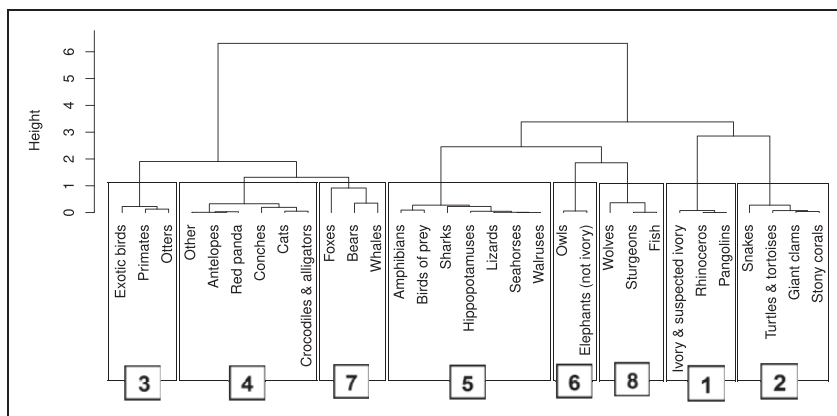 Height
6
5
4
3
2
1
0
Exotic birds
Primates
Otters
Other
Antelopes
Red panda
Conches
Cats
Crocodiles & alligators
Foxes
Bears
Whales
Amphibians
Birds of prey
Sharks
Hippopotamuses
Lizards
Seahorses
Walruses
Owls
Elephants (not ivory)
Wolves
Sturgeons
Fish
Ivory & suspected ivory
Rhinoceros
Pangolins
Snakes
Turtles & tortoises
Giant clams
Stony corals
3
4
7
5
6
8
1
2